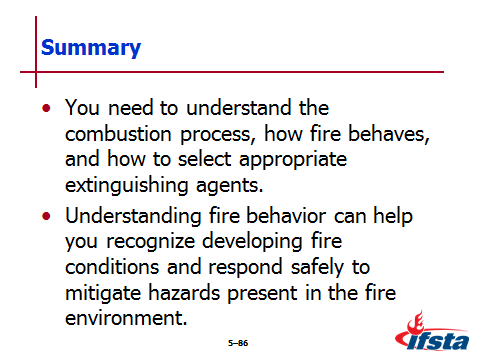 Summary
• You need to understand the
combustion process, how fire behaves,
and how to select appropriate
extinguishing agents.
• Understanding fire behavior can help
you recognize developing fire
conditions and respond safely to
mitigate hazards present in the fire
environment.
5–86
ifsta